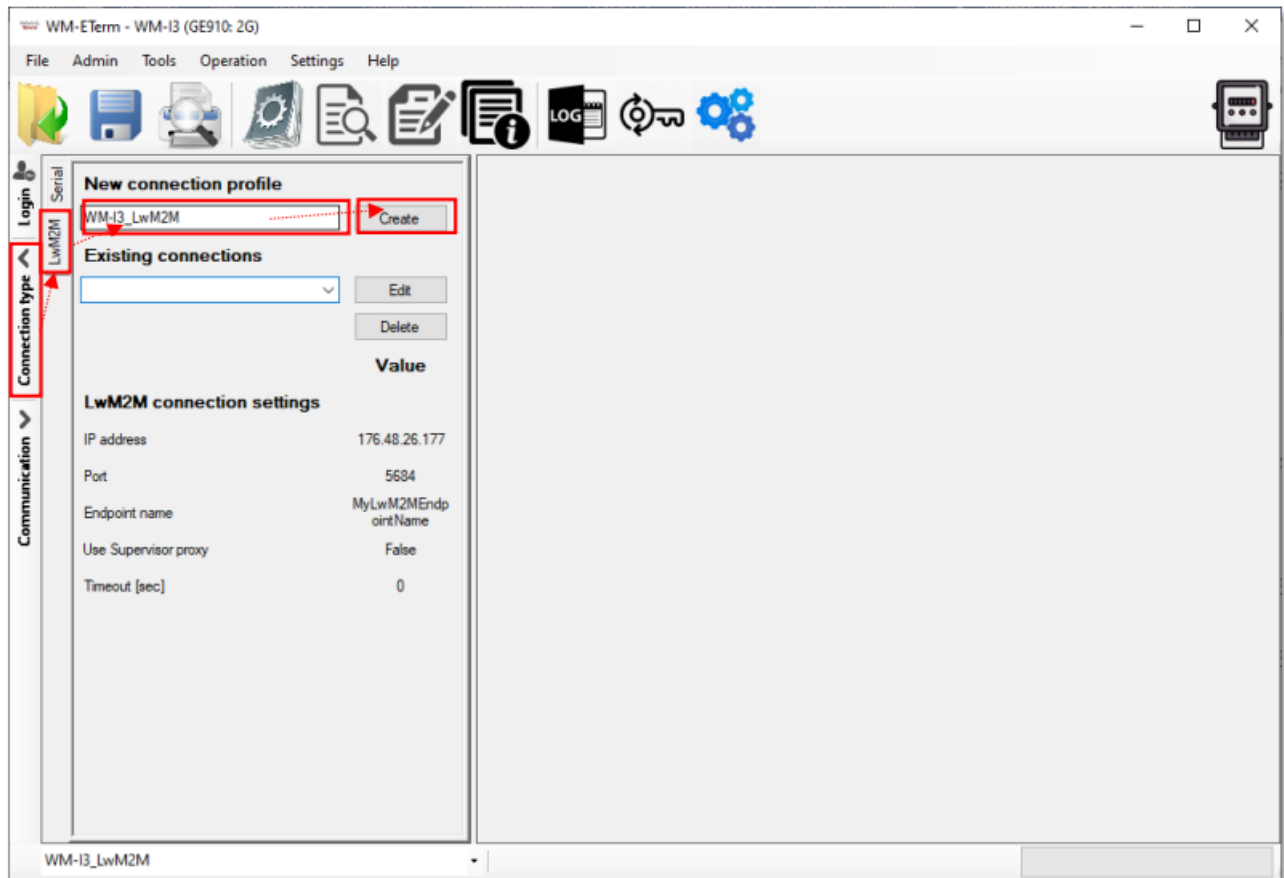 WM-ETerm - WM-I3 (GE910: 2G)
File Admin Tools Operation Settings Help
LOG
Login
Connection type
Communication
Serial
LwM2M
New connection profile
WM-I3_LwM2M Create
Existing connections
Edit
Delete
Value
LwM2M connection settings
IP address 176.48.26.177
Port 5684
Endpoint name MyLwM2MEndp
ointName
Use Supervisor proxy False
Timeout [sec] 0
WM-I3_LwM2M